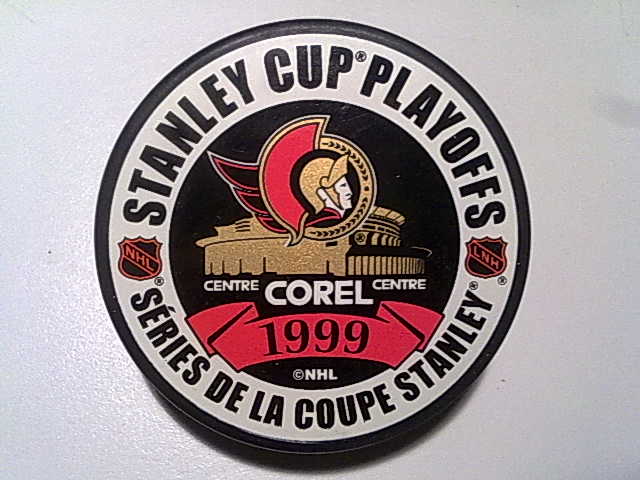 STANLEY CUP® PLAYOFFS
NHL®
LNH®
CENTRE COREL CENTRE
1999
©NHL
SÉRIES DE LA COUPE STANLEY®